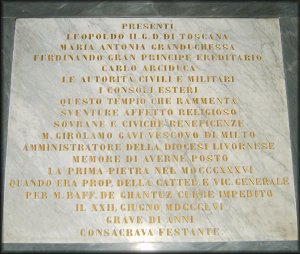 PRESENTI
LEOPOLDO II. G. D. DI TOSCANA
MARIA ANTONIA GRANDUCHESSA
FERDINANDO GRAN PRINCIPE EREDITARIO
CARLO ARCIDUCA
LE AUTORITÀ CIVILI E MILITARI
I CONSOLI ESTERI
QUESTO TEMPIO CHE RAMMENTA
SVENTURE AFFETTO RELIGIOSO
SOVRANE E CIVICHE BENEFICENZE
M. GIROLAMO GAVI VESCOVO DI MILTO
AMMINISTRATORE DELLA DIOCESI LIVORNESE
MEMORE DI AVERNE POSTO
LA PRIMA PIETRA NEL MDCCCXXXVI
QUANDO ERA PROP. DELLA CATTEL. E VIC. GENERALE
PER M. RAFF. DE GHANTUZ CUBBE IMPEDITO
IL XXII. GIUGNO MDCCCLVI
GRAVE DI ANNI
CONSACRAVA FESTANTE